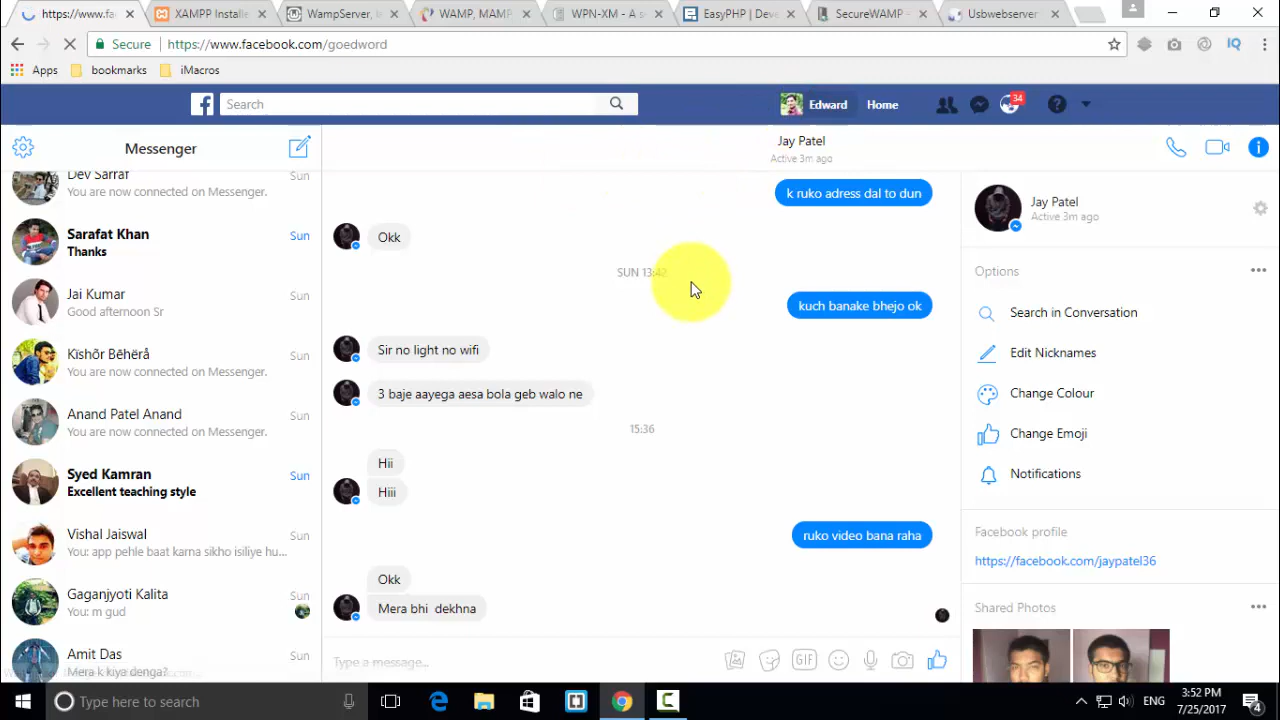 https://www.fa
XAMPP Installe
WampServer, l
WAMP, MAMP
WPN-XM - A s
EasyPHP | Dev
SecureWAMP -
Usbwebserver
Secure
https://www.facebook.com/goedword
IQ
Apps
bookmarks
iMacros
Search
Edward
Home
34
Messenger
Jay Patel
Active 3m ago
Dev Sarraf
Sun
You are now connected on Messenger.
Sarafat Khan
Sun
Thanks
Jai Kumar
Sun
Good afternoon Sr
Kïshõr Bēhērå
Sun
You are now connected on Messenger.
Anand Patel Anand
Sun
You are now connected on Messenger.
Syed Kamran
Sun
Excellent teaching style
Vishal Jaiswal
Sun
You: app pehle baat karna sikho isiliye hu...
Gaganjyoti Kalita
Sun
You: m gud
Amit Das
Sun
Mera k kiya denga?
k ruko adress dal to dun
Okk
SUN 13:42
kuch banake bhejo ok
Sir no light no wifi
3 baje aayega aesa bola geb walo ne
15:36
Hii
Hiii
ruko video bana raha
Okk
Mera bhi dekhna
Type a message...
GIF
Jay Patel
Active 3m ago
Options
Search in Conversation
Edit Nicknames
Change Colour
Change Emoji
Notifications
Facebook profile
https://facebook.com/jaypatel36
Shared Photos
Type here to search
ENG
3:52 PM
7/25/2017
4